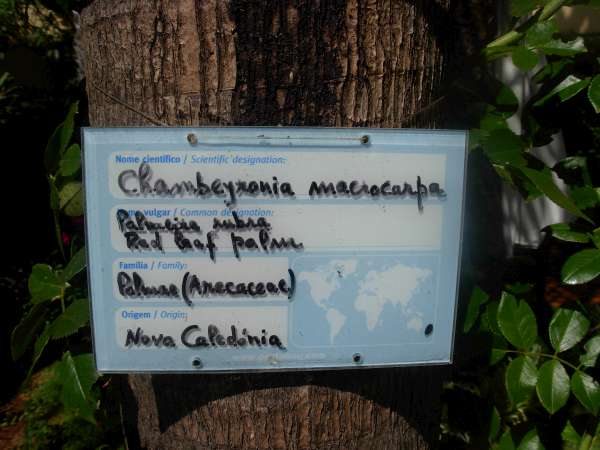 Nome científico / Scientific designation:
Chambeyronia macrocarpa
vulgar / Common designation:
Palmeira rubra
Red leaf palm
Família / Family:
Palmae (Arecaceae)
Origem / Origin:
Nova Caledónia